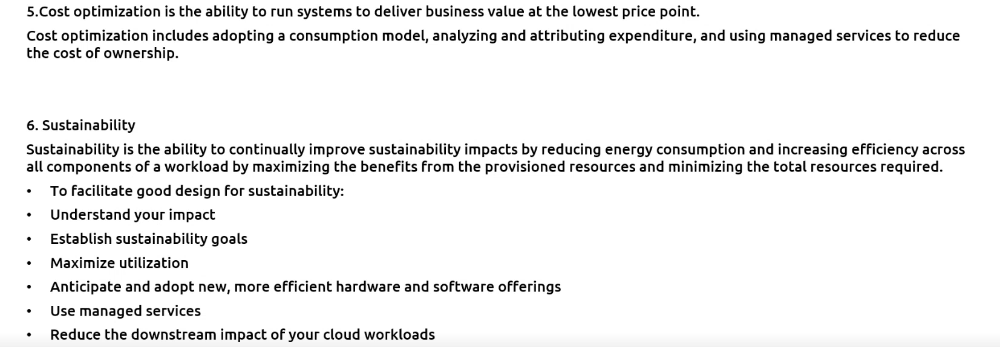 5.Cost optimization is the ability to run systems to deliver business value at the lowest price point.
Cost optimization includes adopting a consumption model, analyzing and attributing expenditure, and using managed services to reduce
the cost of ownership.
6. Sustainability
Sustainability is the ability to continually improve sustainability impacts by reducing energy consumption and increasing efficiency across
all components of a workload by maximizing the benefits from the provisioned resources and minimizing the total resources required.
• To facilitate good design for sustainability:
• Understand your impact
• Establish sustainability goals
• Maximize utilization
• Anticipate and adopt new, more efficient hardware and software offerings
• Use managed services
• Reduce the downstream impact of your cloud workloads